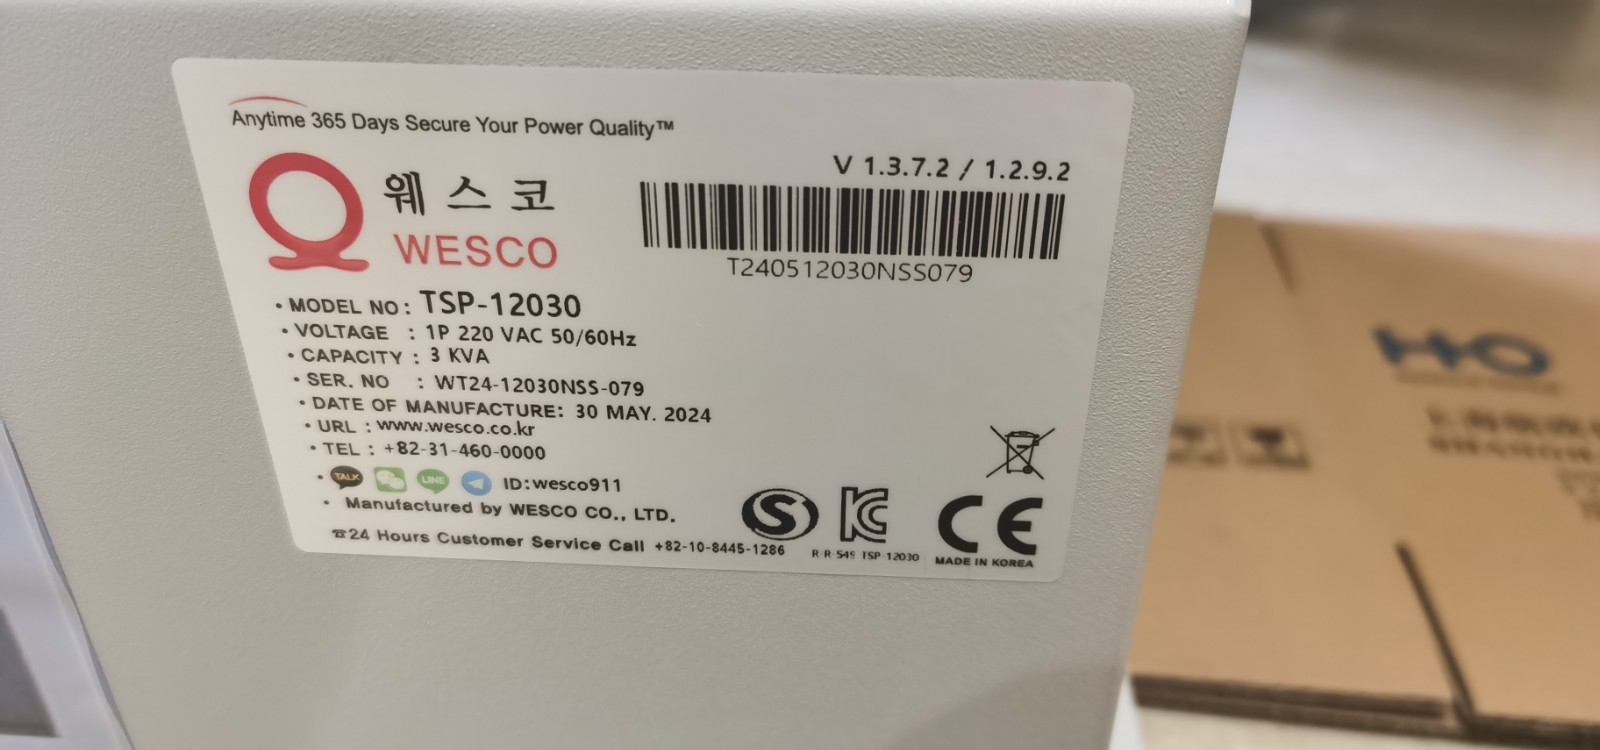 Anytime 365 Days Secure Your Power Quality™
V 1.3.7.2 / 1.2.9.2
웨스코
WESCO
T240512030NSS079
• MODEL NO : TSP-12030
• VOLTAGE : 1P 220 VAC 50/60Hz
• CAPACITY : 3 KVA
• SER. NO : WT24-12030NSS-079
• DATE OF MANUFACTURE: 30 MAY. 2024
• URL : www.wesco.co.kr
• TEL : +82-31-460-0000
• TALK LINE ID:wesco911
• Manufactured by WESCO CO., LTD.
☎24 Hours Customer Service Call +82-10-8445-1286
R-R-S49-TSP-12030
CE
MADE IN KOREA
HO